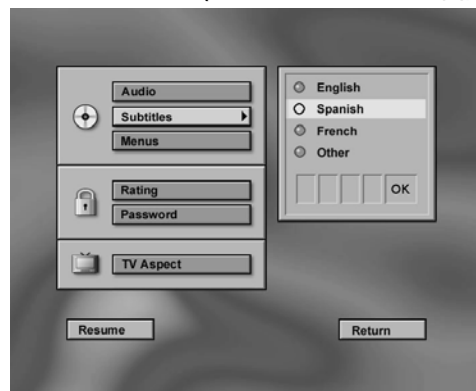 Audio
Subtitles
Menus
Rating
Password
TV Aspect
English
Spanish
French
Other
OK
Resume
Return